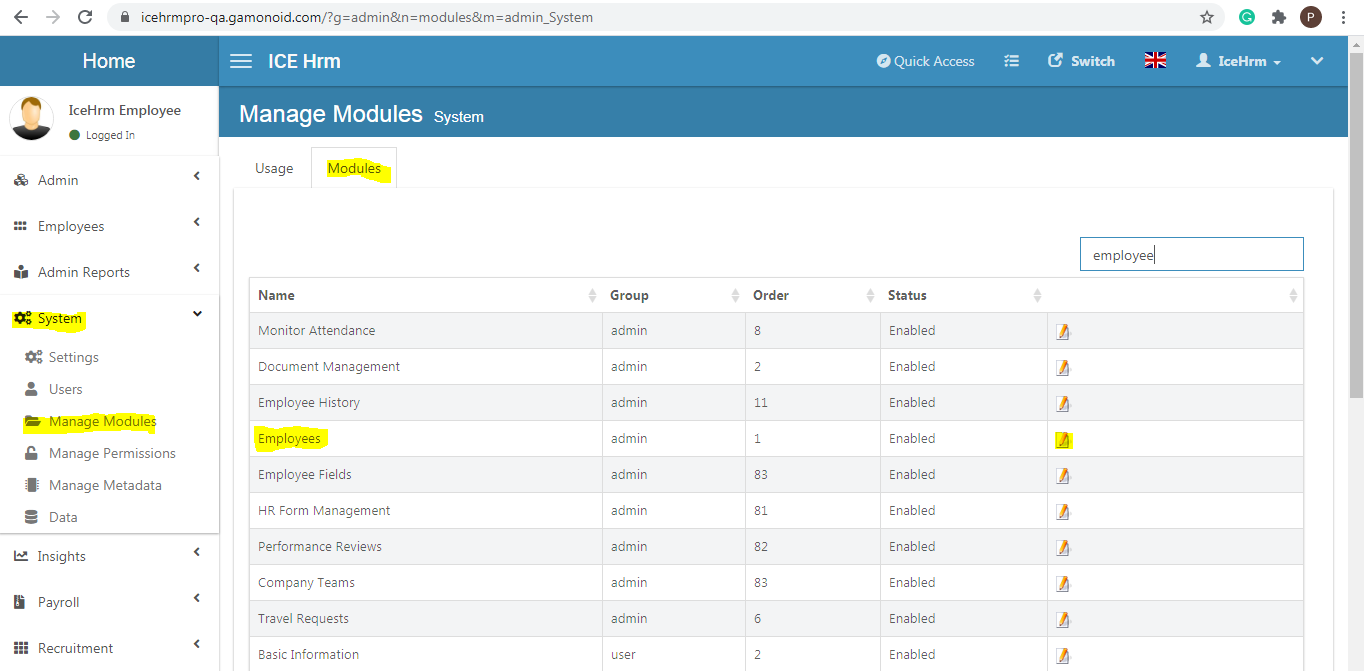 icehrmpro-qa.gamonoid.com/?g=admin&n=modules&m=admin_System
G
P
Home
ICE Hrm
Quick Access
Switch
IceHrm
IceHrm Employee
Logged In
Manage Modules System
Admin
Employees
Admin Reports
System
Settings
Users
Manage Modules
Manage Permissions
Manage Metadata
Data
Insights
Payroll
Recruitment
Usage Modules
employee
Name Group Order Status
Monitor Attendance admin 8 Enabled
Document Management admin 2 Enabled
Employee History admin 11 Enabled
Employees admin 1 Enabled
Employee Fields admin 83 Enabled
HR Form Management admin 81 Enabled
Performance Reviews admin 82 Enabled
Company Teams admin 83 Enabled
Travel Requests admin 6 Enabled
Basic Information user 2 Enabled